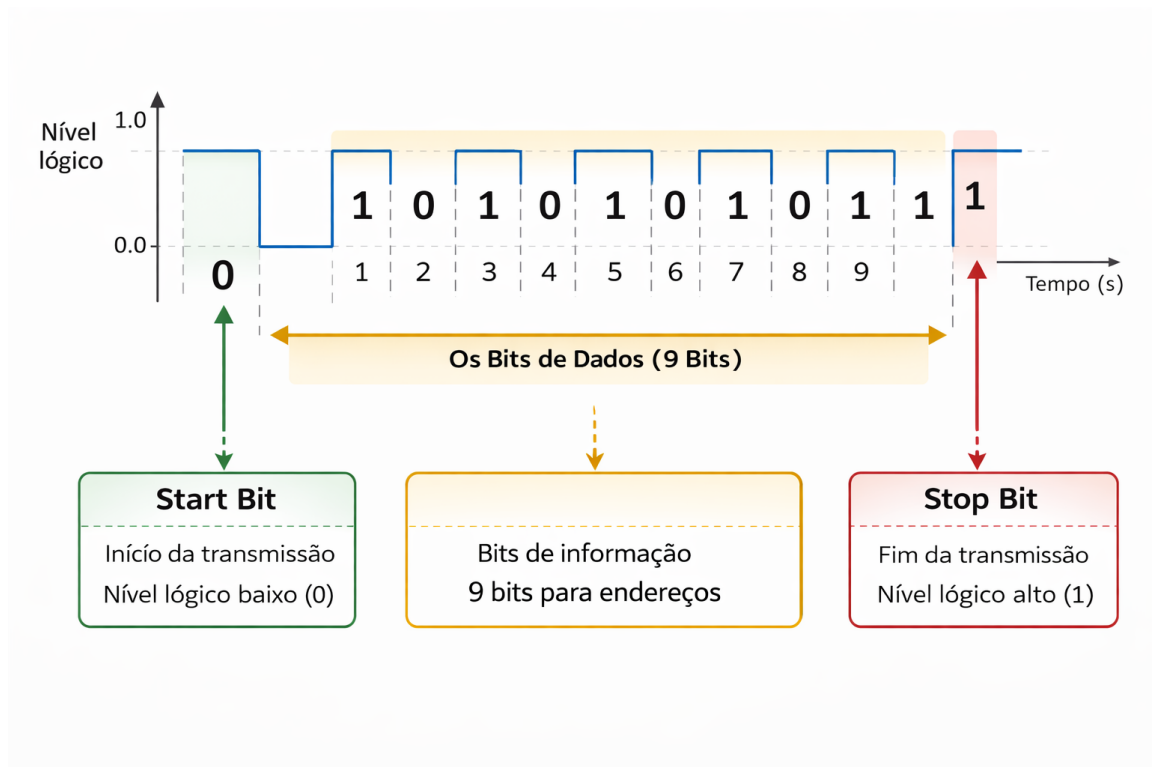 1.0
Nível
lógico
1 0 1 0 1 0 1 0 1 1 1
0.0
0
1 2 3 4 5 6 7 8 9
Tempo (s)
Os Bits de Dados (9 Bits)
Start Bit
Inícío da transmissão
Nível lógico baixo (0)
Bits de informação
9 bits para endereços
Stop Bit
Fim da transmissão
Nível lógico alto (1)